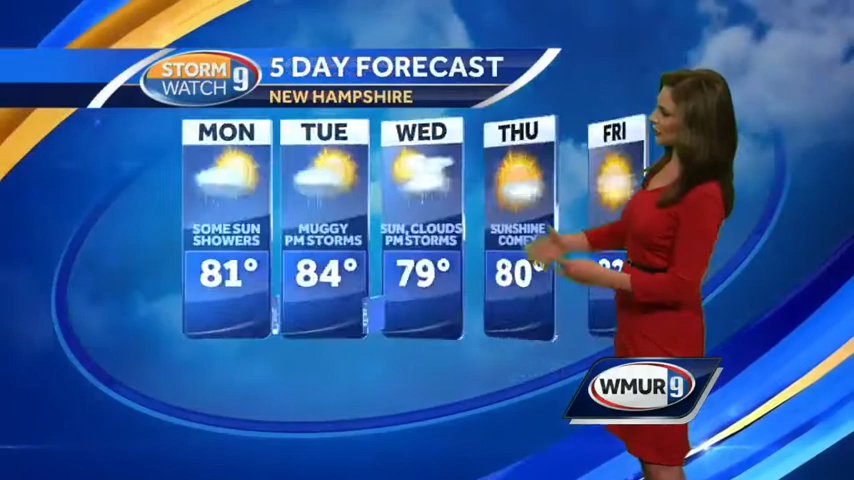 STORM
WATCH 9
5 DAY FORECAST
NEW HAMPSHIRE
MON
TUE
WED
THU
FRI
SOME SUN
SHOWERS
MUGGY
PM STORMS
SUN, CLOUDS
PM STORMS
SUNSHINE
81°
84°
79°
80°
WMUR 9